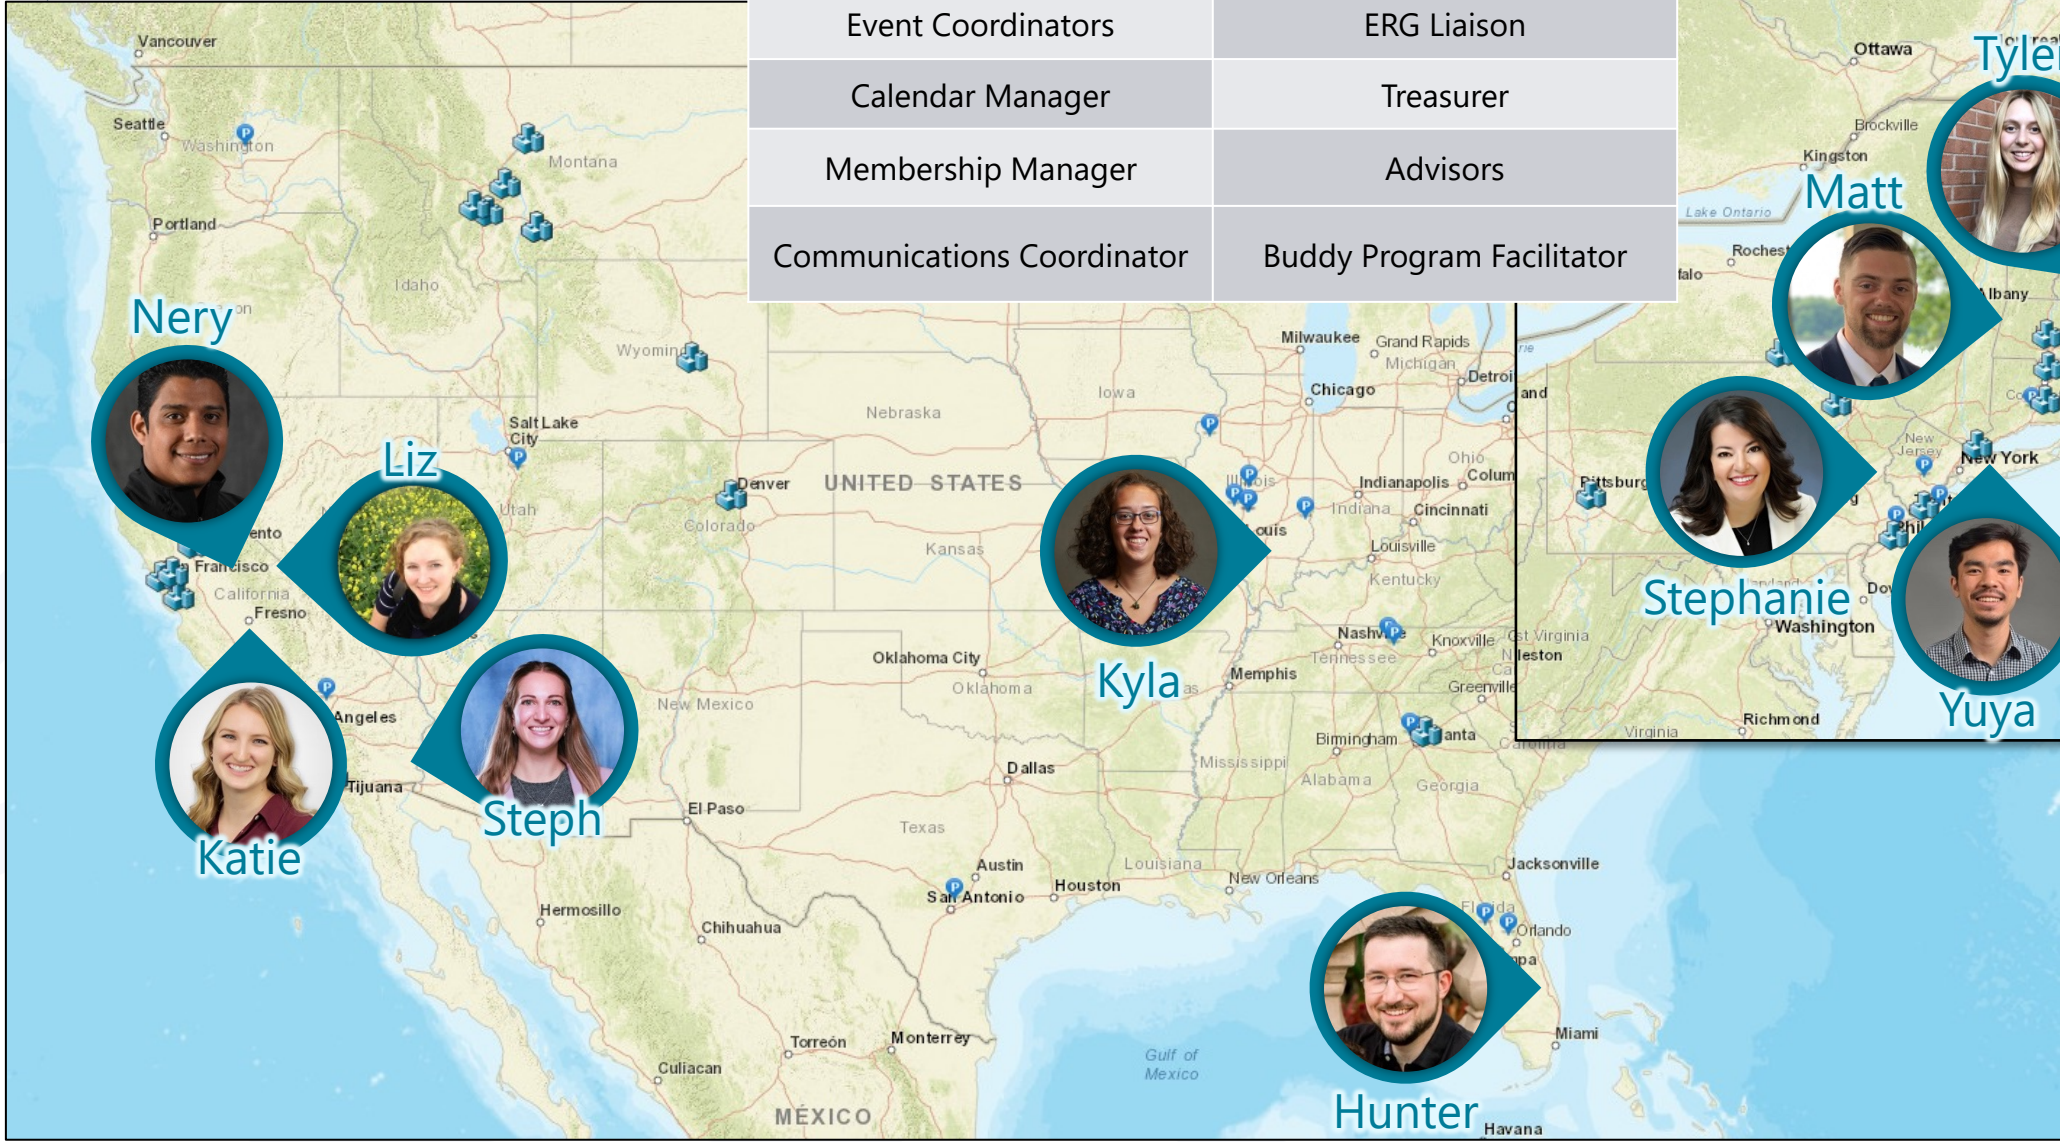 Event Coordinators
ERG Liaison
Calendar Manager
Treasurer
Membership Manager
Advisors
Communications Coordinator
Buddy Program Facilitator
Vancouver
Seattle
Washington
Montana
Portland
Idaho
Nery
Wyoming
Salt Lake
City
Liz
Utah
Denver
Colorado
UNITED STATES
Nebraska
Iowa
Kansas
Milwaukee
Grand Rapids
Michigan
Chicago
Ohio
Indianapolis
Indiana
Cincinnati
Louisville
Kentucky
Francisco
California
Fresno
Oklahoma City
Oklahoma
New Mexico
Kyla
Memphis
Tennessee
Knoxville
Greenville
Angeles
Tijuana
Steph
Katie
El Paso
Dallas
Texas
Birmingham
Mississippi
Alabama
Georgia
Austin
San Antonio
Houston
Louisiana
New Orleans
Jacksonville
Florida
Orlando
Hermosillo
Chihuahua
Torreón
Monterrey
Culiacan
MÉXICO
Gulf of
Mexico
Miami
Hunter
Havana
Ottawa
Tyler
Brockville
Kingston
Matt
Lake Ontario
Albany
New
Jersey
New York
Stephanie
Washington
Yuya
Richmond
Virginia